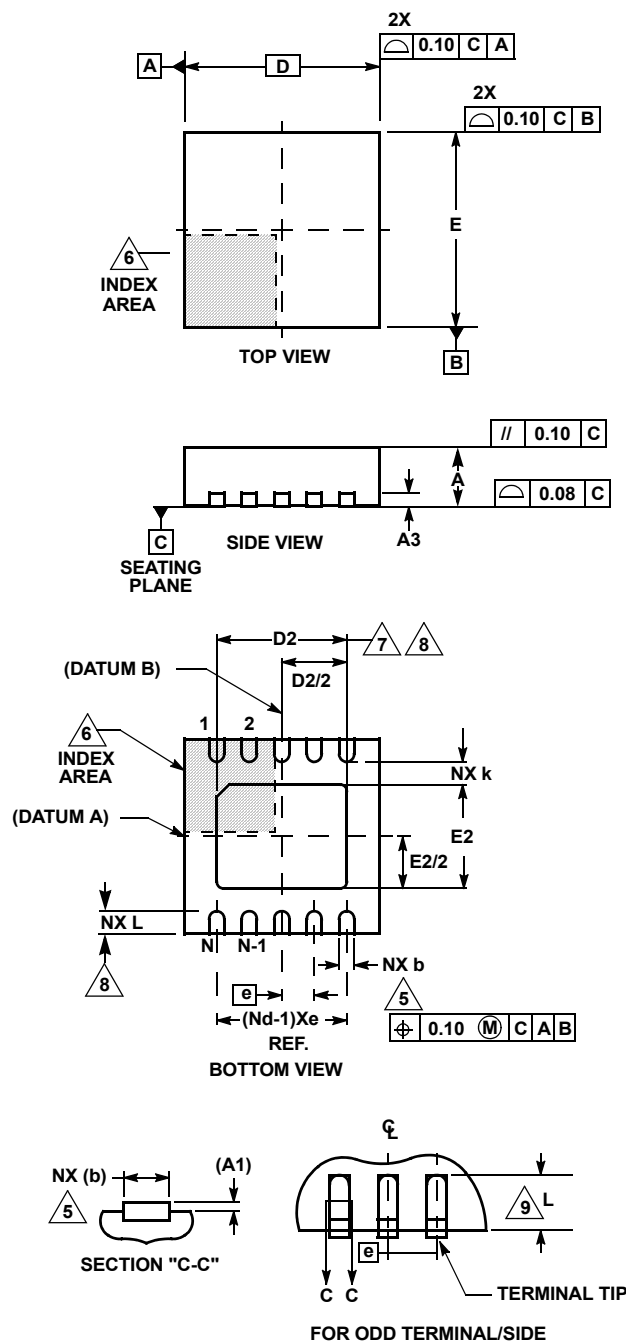 2X
0.10 C A
A
D
2X
0.10 C B
E
6
INDEX
AREA
TOP VIEW
B
// 0.10 C
A
0.08 C
C
A3
SIDE VIEW
SEATING
PLANE
D2
7 8
(DATUM B)
D2/2
1 2
6
INDEX
AREA
NX k
(DATUM A)
E2
E2/2
NX L
N N-1
8
NX b
e
5
(Nd-1)Xe
0.10 M C A B
REF.
BOTTOM VIEW
CL
NX (b)
(A1)
5
9 L
SECTION "C-C"
e
C C
TERMINAL TIP
FOR ODD TERMINAL/SIDE